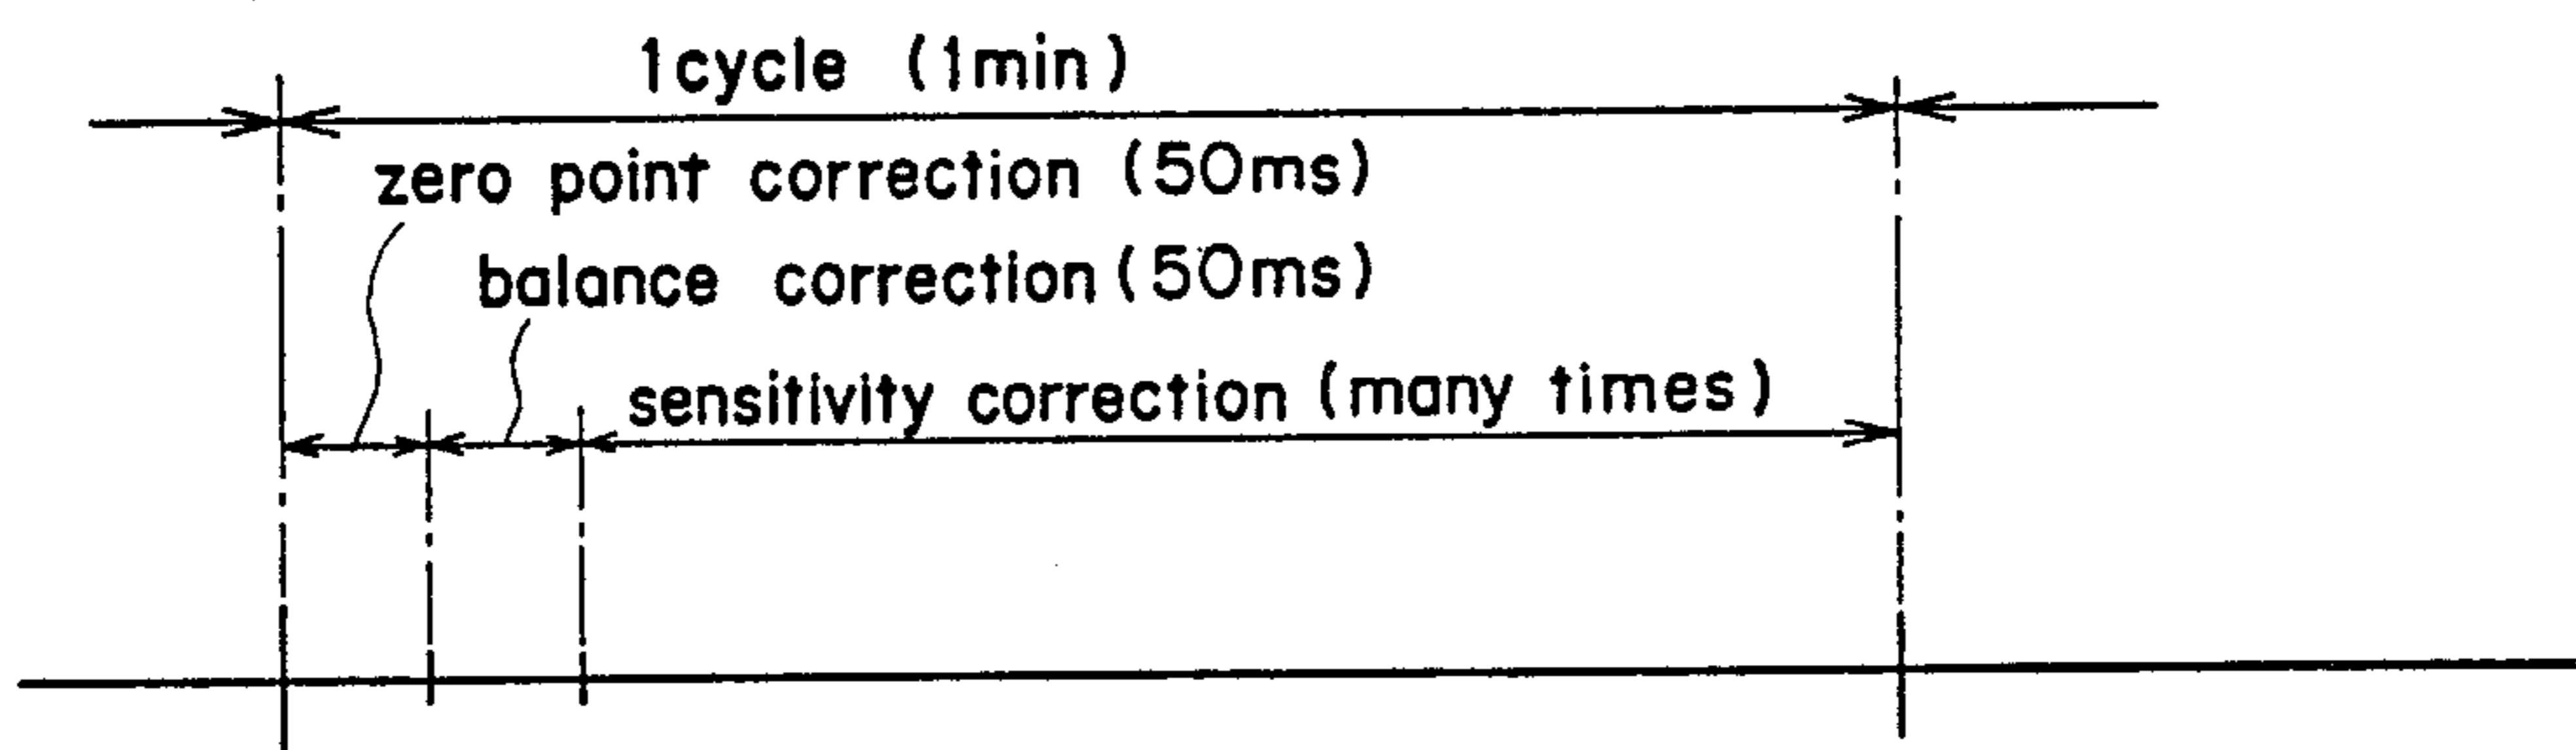 1cycle (1min)
zero point correction (50ms)
balance correction (50ms)
sensitivity correction (many times)